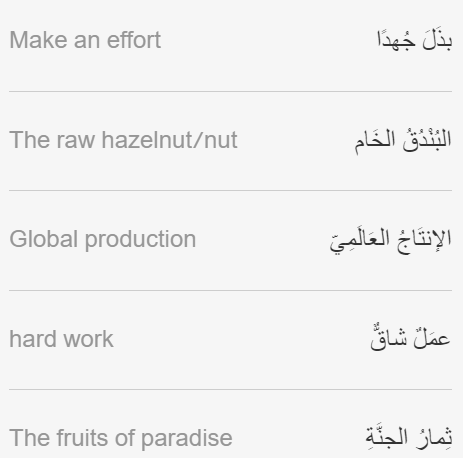 Make an effort بذَلَ جُهدًا
The raw hazelnut/nut البُنْدُقُ الخَام
Global production الإنتَاجُ العَالَمِيّ
hard work عمَلٌ شاقٌّ
The fruits of paradise ثِمارُ الجنَّةِ